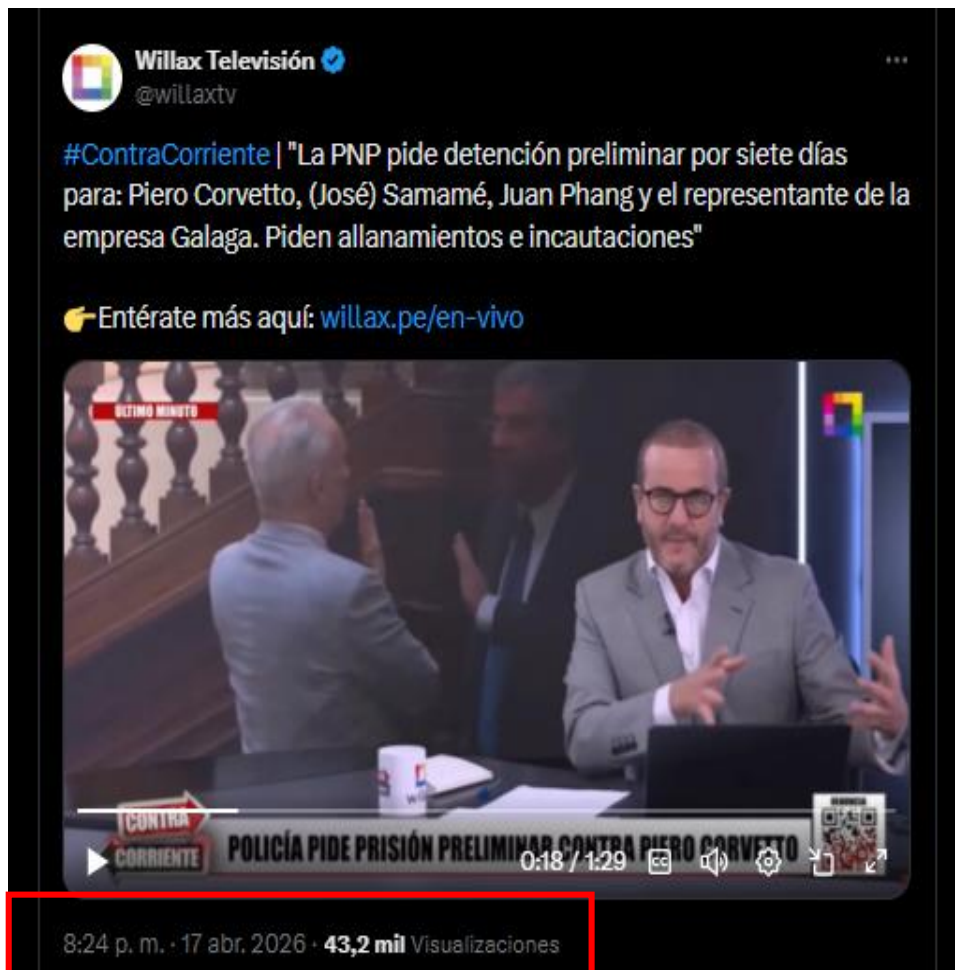 Willax Televisión
@willaxtv
#ContraCorriente | "La PNP pide detención preliminar por siete días
para: Piero Corvetto, (José) Samamé, Juan Phang y el representante de la
empresa Galaga. Piden allanamientos e incautaciones"
👉Entérate más aquí: willax.pe/en-vivo
ÚLTIMO MINUTO
DENUNCIA
CONTRA
CORRIENTE
POLICÍA PIDE PRISIÓN PRELIMINAR CONTRA PIERO CORVETTO
0:18 / 1:29
CC
8:24 p. m. · 17 abr. 2026 · 43,2 mil Visualizaciones